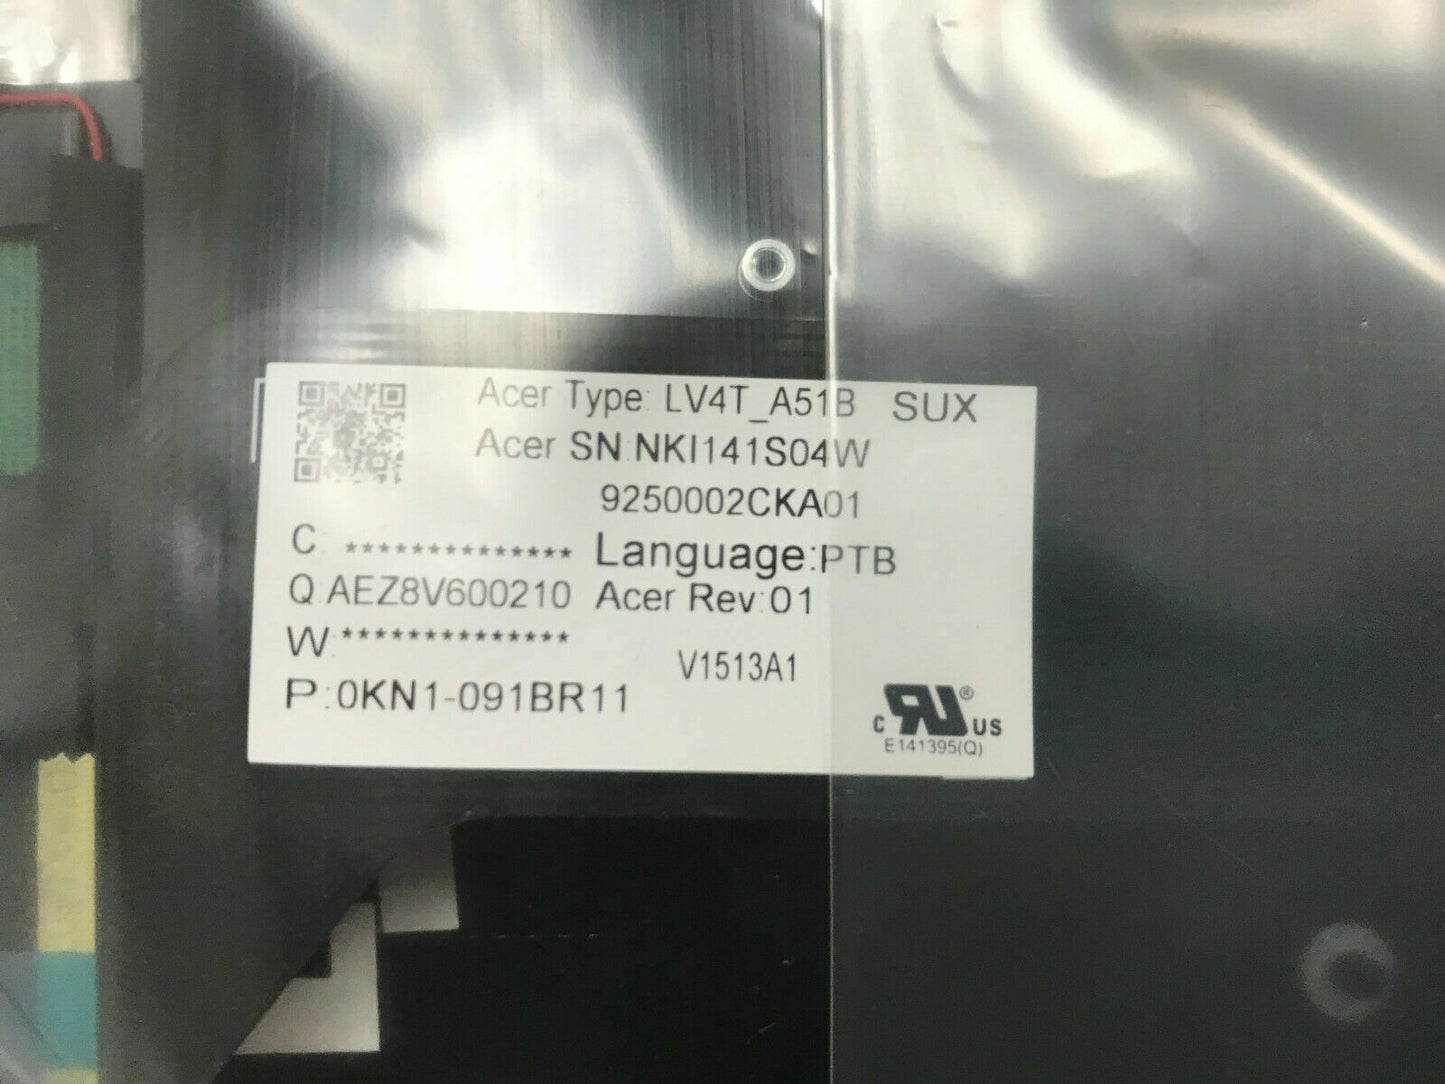 Acer Type: LV4T_A51B SUX
Acer SN:NKI141S04W
9250002CKA01
C: ************** Language:PTB
Q:AEZ8V600210 Acer Rev:01
W:************** V1513A1
P:0KN1-091BR11
c RU ® US
E141395(Q)